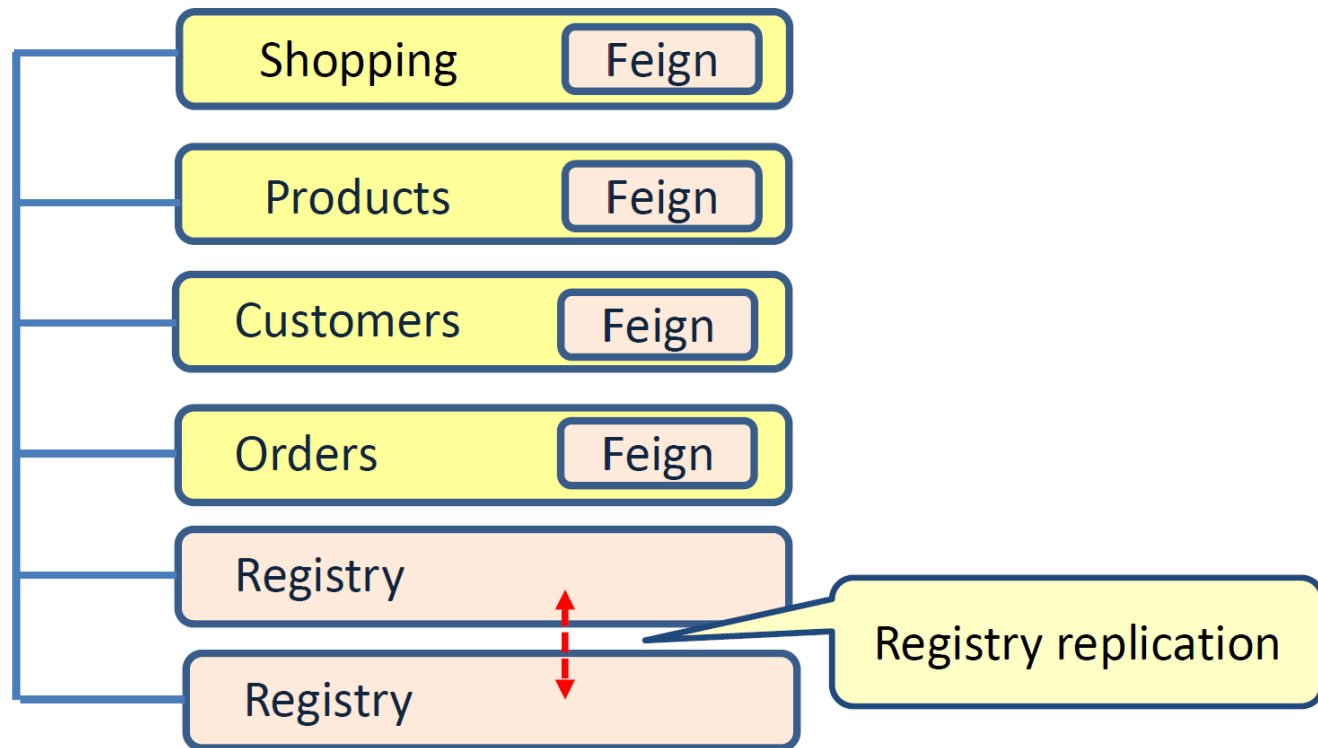 Shopping
Feign
Products
Feign
Customers
Feign
Orders
Feign
Registry
Registry replication
Registry